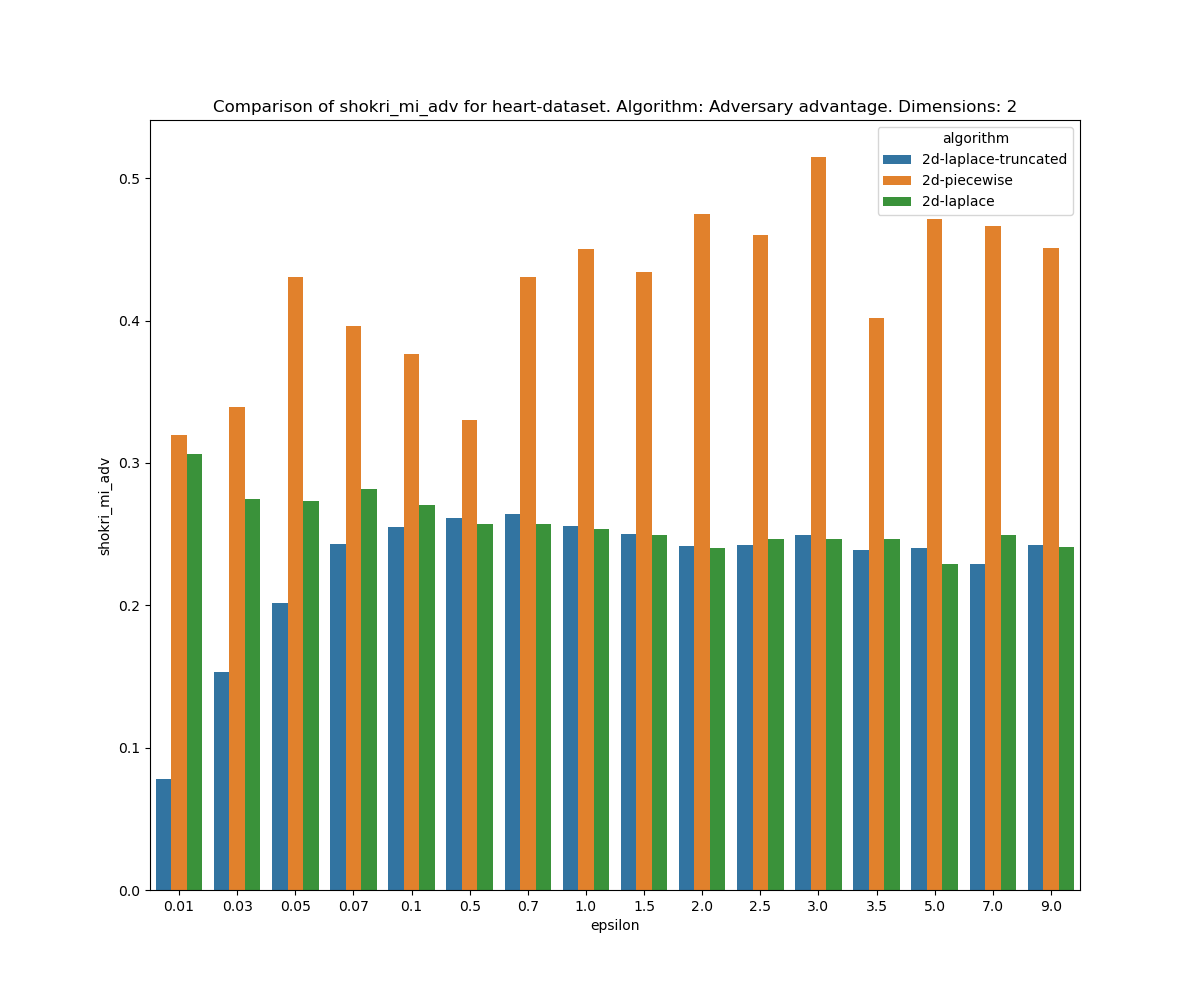 Comparison of shokri_mi_adv for heart-dataset. Algorithm: Adversary advantage. Dimensions: 2
algorithm
2d-laplace-truncated
2d-piecewise
2d-laplace
shokri_mi_adv
0.5
0.4
0.3
0.2
0.1
0.0
0.01 0.03 0.05 0.07 0.1 0.5 0.7 1.0 1.5 2.0 2.5 3.0 3.5 5.0 7.0 9.0
epsilon